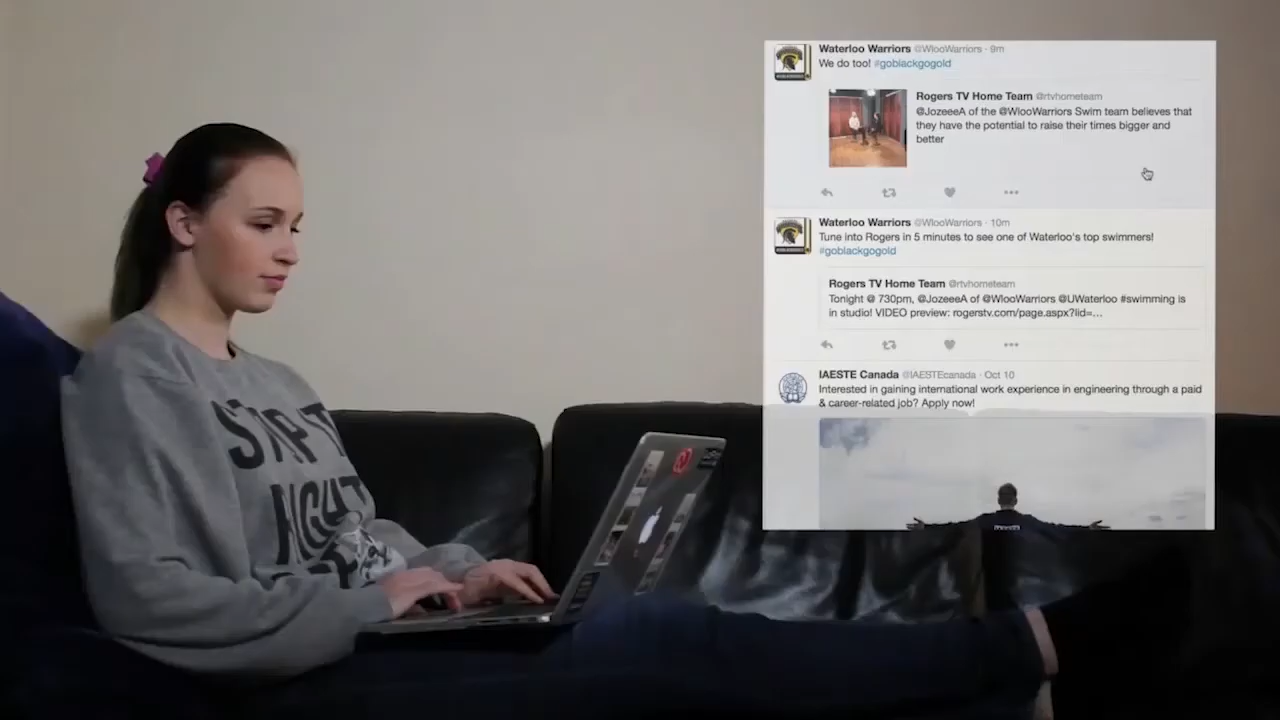 Waterloo Warriors @WlooWarriors · 9m
We do too! #goblackgogold
Rogers TV Home Team @rtvhometeam
@JozeeeA of the @WlooWarriors Swim team believes that
they have the potential to raise their times bigger and
better
Waterloo Warriors @WlooWarriors · 10m
Tune into Rogers in 5 minutes to see one of Waterloo's top swimmers!
#goblackgogold
Rogers TV Home Team @rtvhometeam
Tonight @ 730pm, @JozeeeA of @WlooWarriors @UWaterloo #swimming is
in studio! VIDEO preview: rogerstv.com/page.aspx?lid=...
IAESTE Canada @IAESTEcanada · Oct 10
Interested in gaining international work experience in engineering through a paid
& career-related job? Apply now!